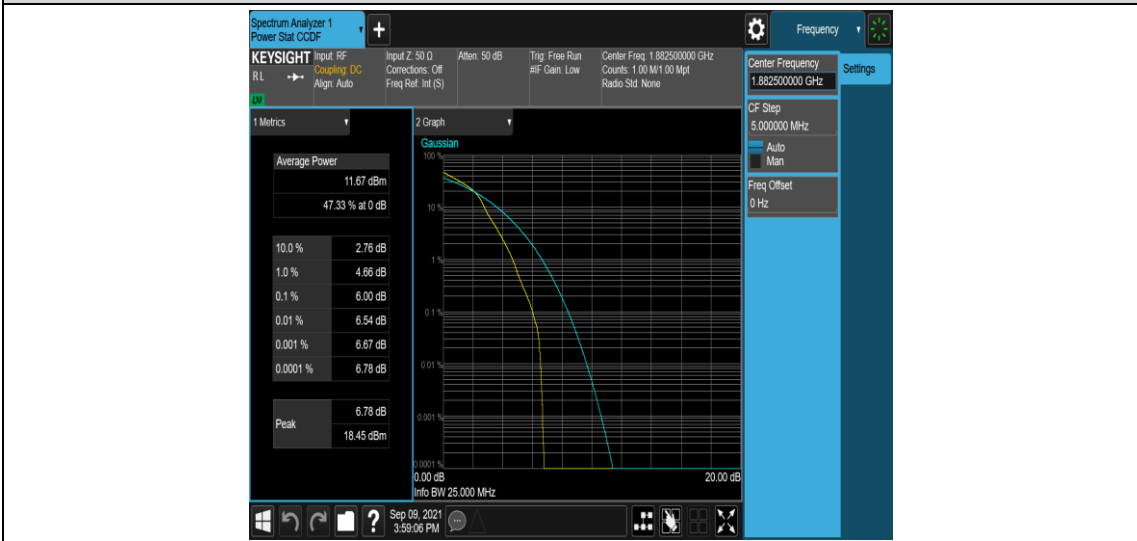 Spectrum Analyzer 1
Power Stat CCDF
+
Frequency
KEYSIGHT
R L
LXI
Input: RF
Coupling: DC
Align: Auto
Input Z: 50 Ω
Corrections: Off
Freq Ref: Int (S)
Atten: 50 dB
Trig: Free Run
#IF Gain: Low
Center Freq: 1.882500000 GHz
Counts: 1.00 M/1.00 Mpt
Radio Std: None
Center Frequency
1.882500000 GHz
Settings
CF Step
5.000000 MHz
Auto
Man
Freq Offset
0 Hz
1 Metrics
Average Power
11.67 dBm
47.33 % at 0 dB
10.0 % 2.76 dB
1.0 % 4.66 dB
0.1 % 6.00 dB
0.01 % 6.54 dB
0.001 % 6.67 dB
0.0001 % 6.78 dB
Peak
6.78 dB
18.45 dBm
2 Graph
Gaussian
100 %
10 %
1 %
0.1 %
0.01 %
0.001 %
0.0001 %
0.00 dB 20.00 dB
Info BW 25.000 MHz
?
Sep 09, 2021
3:59:06 PM